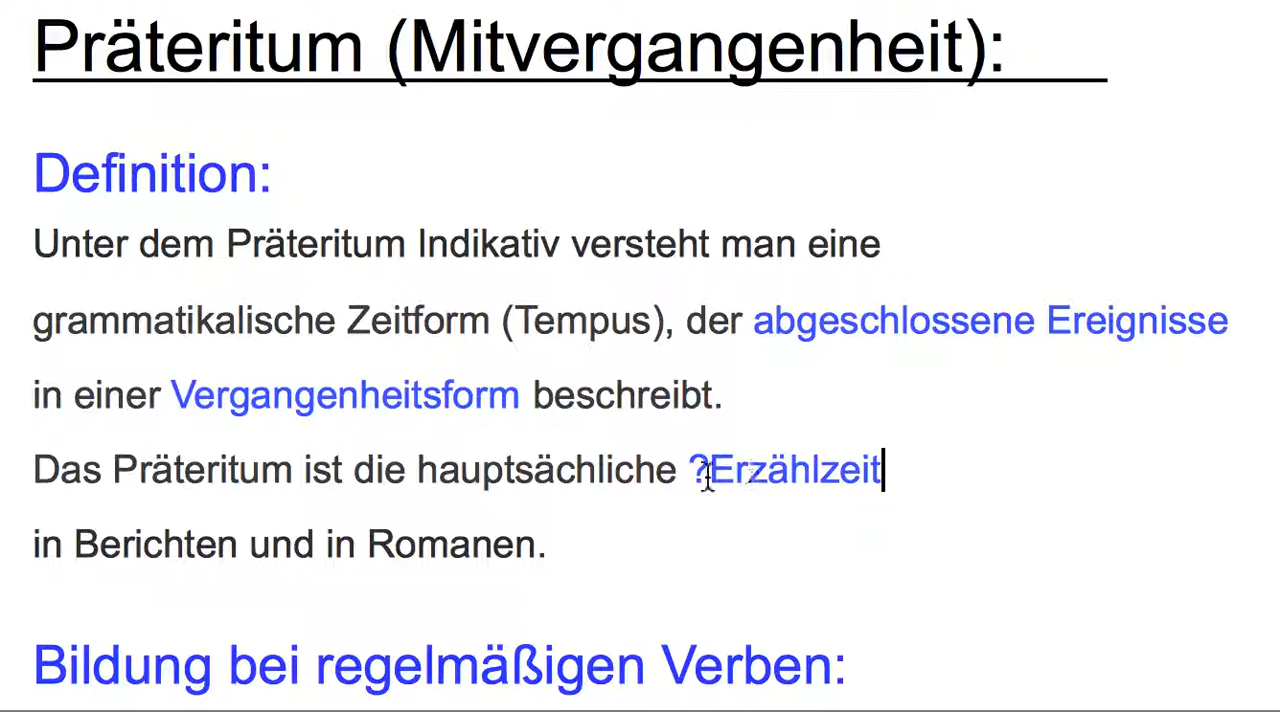 Präteritum (Mitvergangenheit):
Definition:
Unter dem Präteritum Indikativ versteht man eine
grammatikalische Zeitform (Tempus), der abgeschlossene Ereignisse
in einer Vergangenheitsform beschreibt.
Das Präteritum ist die hauptsächliche ?Erzählzeit
in Berichten und in Romanen.
Bildung bei regelmäßigen Verben: